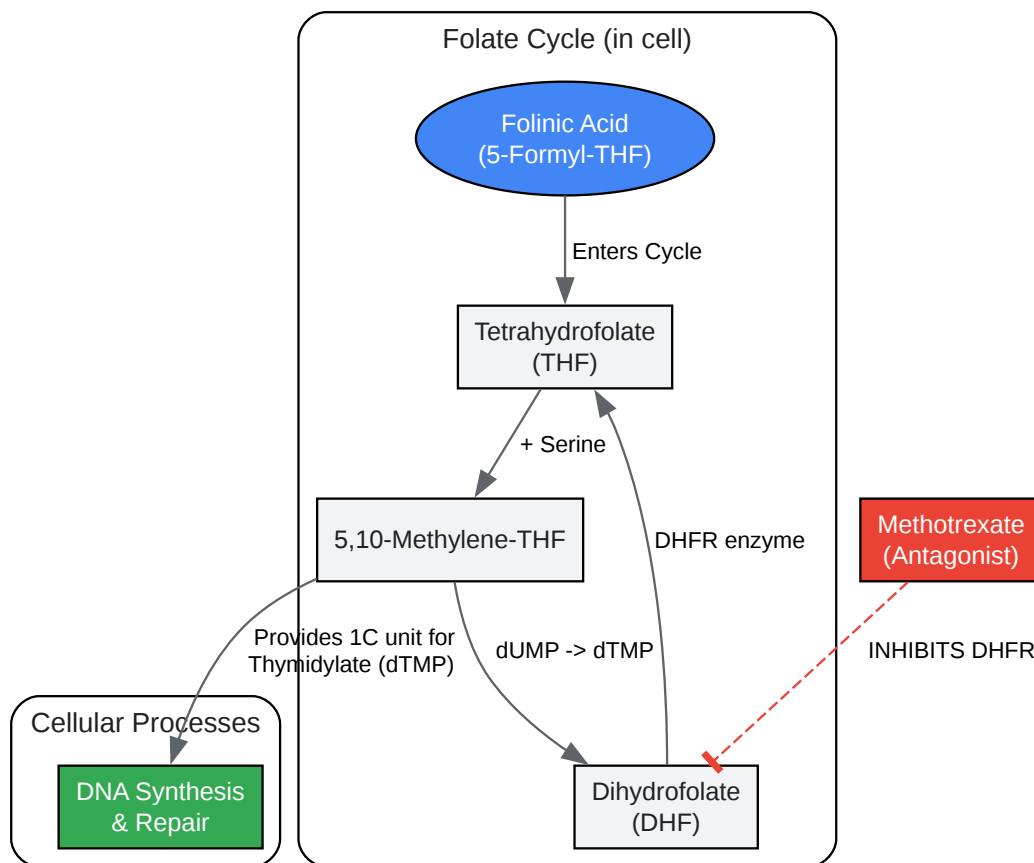 Folate Cycle (in cell)
Folinic Acid
(5-Formyl-THF)
Enters Cycle
Tetrahydrofolate
(THF)
+ Serine
5,10-Methylene-THF
DHFR enzyme
Methotrexate
(Antagonist)
Provides 1C unit for
Thymidylate (dTMP)
dUMP -> dTMP
INHIBITS DHFR
Cellular Processes
DNA Synthesis
& Repair
Dihydrofolate
(DHF)